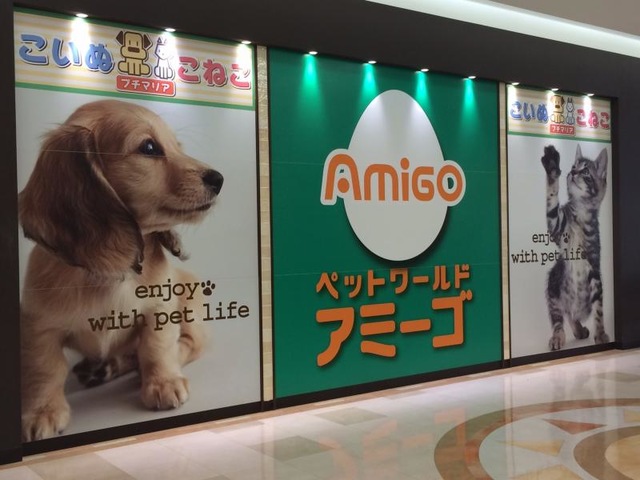 こいぬ こねこ
プチマリア
enjoy
with pet life
AMiGO
ペットワールド
アミーゴ
こいぬ こねこ
プチマリア
enjoy
with pet life